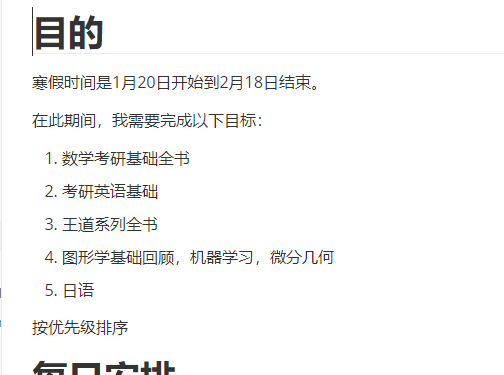 目的
寒假时间是1月20日开始到2月18日结束。
在此期间，我需要完成以下目标：
1. 数学考研基础全书
2. 考研英语基础
3. 王道系列全书
4. 图形学基础回顾，机器学习，微分几何
5. 日语
按优先级排序
每日安排